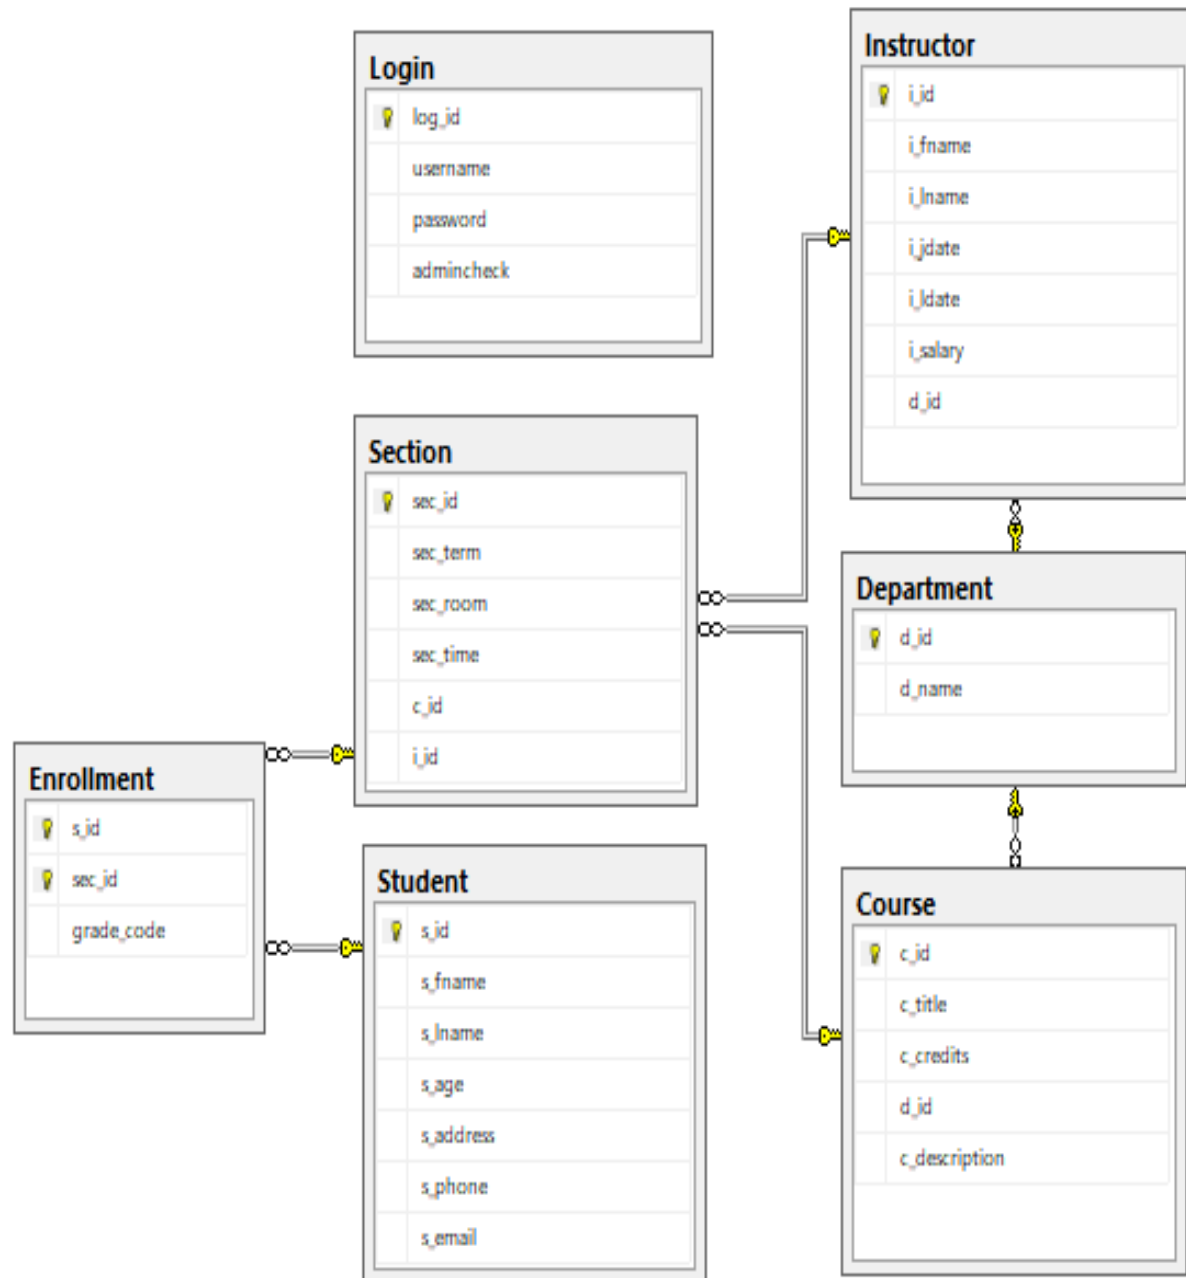 Login
log_id
username
password
admincheck
Instructor
i_id
i_fname
i_lname
i_jdate
i_ldate
i_salary
d_id
Section
sec_id
sec_term
sec_room
sec_time
c_id
i_id
Department
d_id
d_name
Enrollment
s_id
sec_id
grade_code
Student
s_id
s_fname
s_lname
s_age
s_address
s_phone
s_email
Course
c_id
c_title
c_credits
d_id
c_description